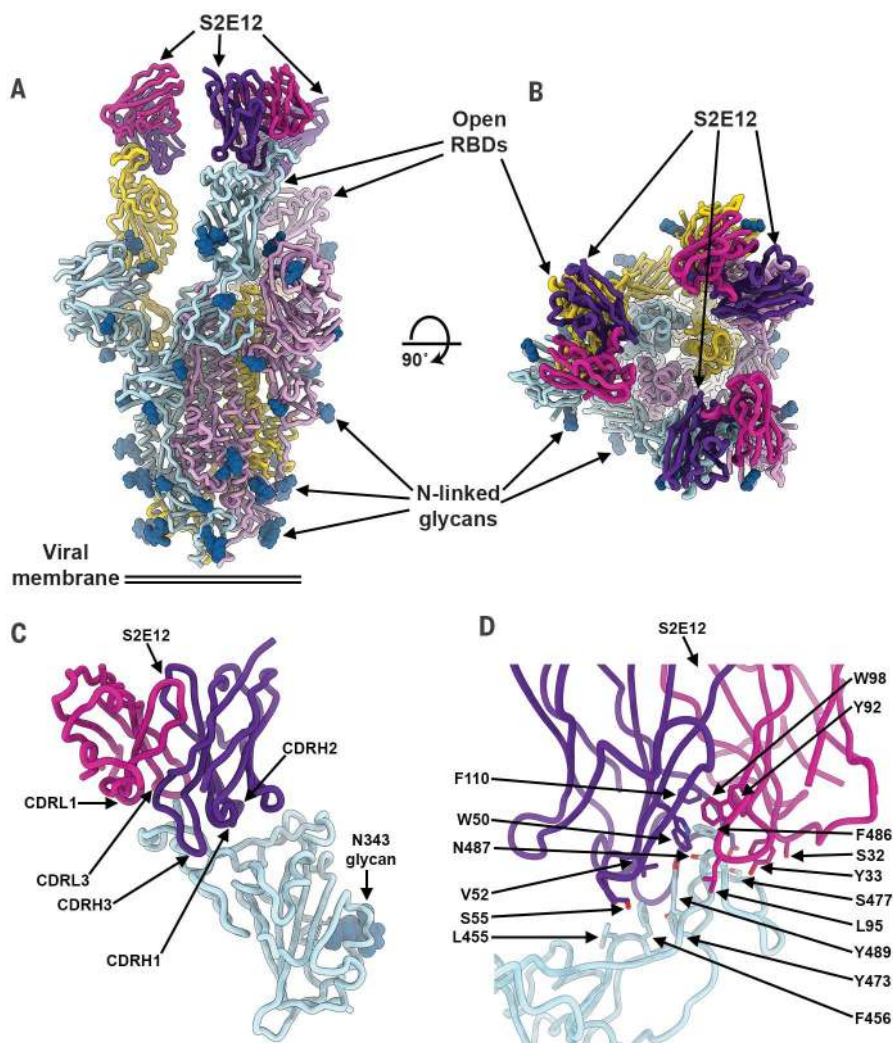 S2E12
A
B
Open
RBDs
S2E12
90°
N-linked
glycans
Viral
membrane
C
S2E12
CDRH2
CDRL1
N343
glycan
CDRL3
CDRH3
CDRH1
D
S2E12
W98
Y92
F110
W50
F486
N487
S32
Y33
V52
S477
S55
L95
L455
Y489
Y473
F456